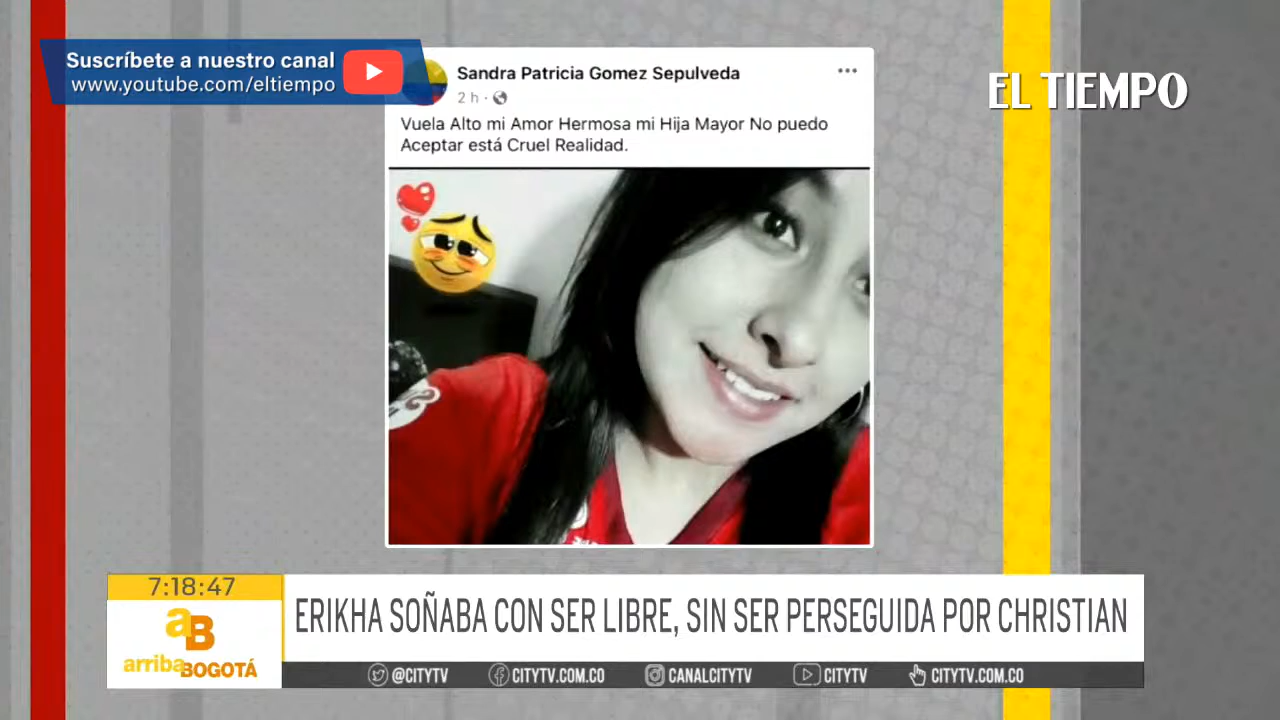 Suscríbete a nuestro canal
www.youtube.com/eltiempo
Sandra Patricia Gomez Sepulveda
2 h
EL TIEMPO
Vuela Alto mi Amor Hermosa mi Hija Mayor No puedo
Aceptar está Cruel Realidad.
7:18:47
aB
arriba BOGOTÁ
ERIKHA SOÑABA CON SER LIBRE, SIN SER PERSEGUIDA POR CHRISTIAN
@CITYTV CITYTV.COM.CO CANALCITYTV CITYTV CITYTV.COM.CO